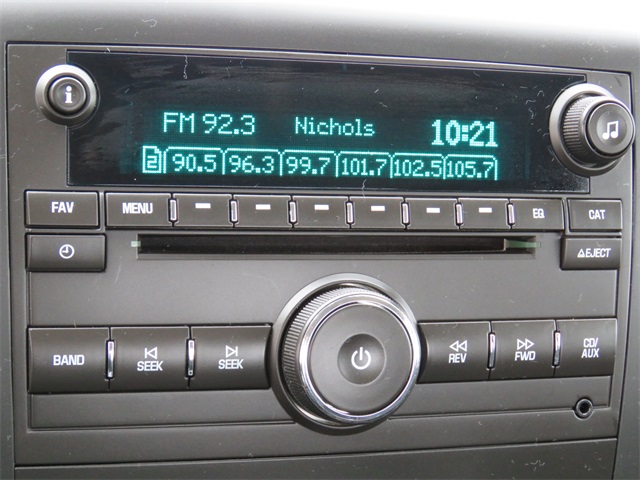 i
FM 92.3 Nichols 10:21
2 90.5 96.3 99.7 101.7 102.5 105.7
FAV MENU EQ CAT
▲EJECT
BAND SEEK SEEK REV FWD CD/AUX